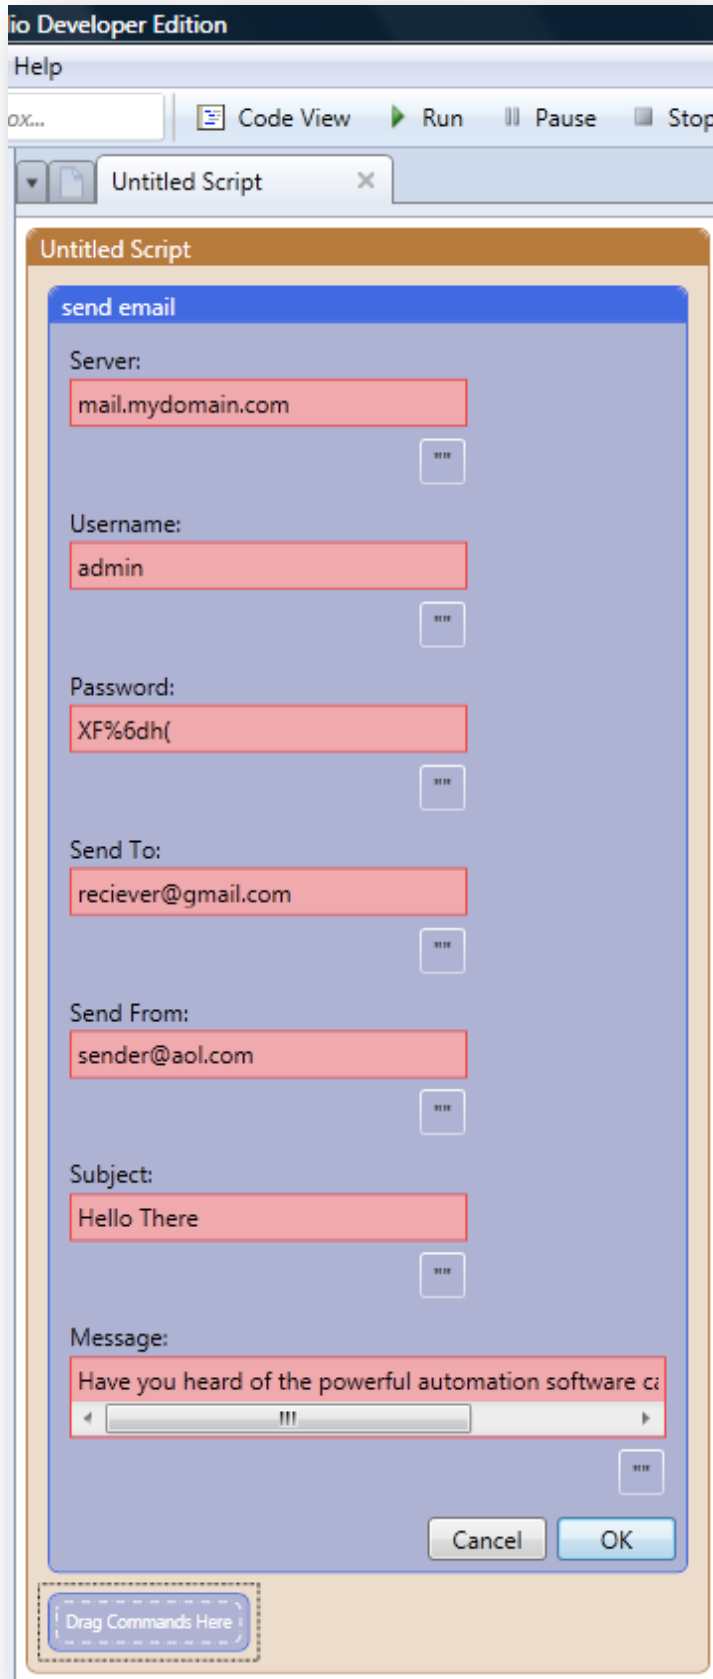 io Developer Edition
Help
ox...
Code View Run Pause Stop
Untitled Script
Untitled Script
send email
Server:
mail.mydomain.com
""
Username:
admin
""
Password:
XF%6dh(
""
Send To:
reciever@gmail.com
""
Send From:
sender@aol.com
""
Subject:
Hello There
""
Message:
Have you heard of the powerful automation software ca
""
Cancel OK
Drag Commands Here